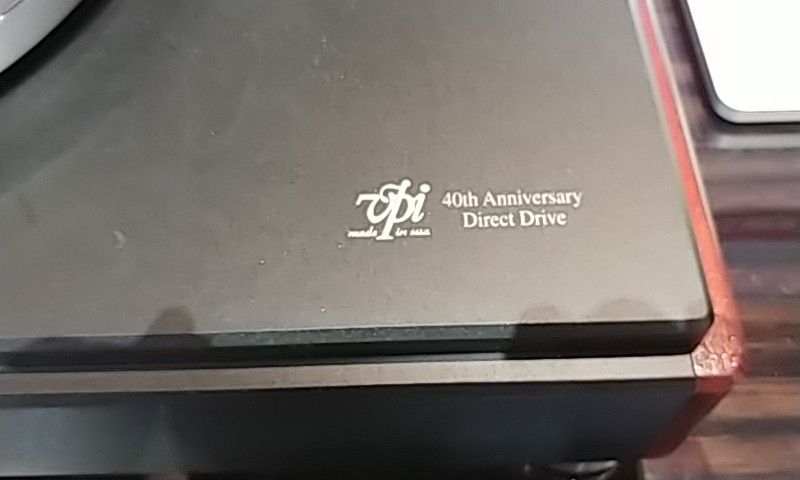 vpi
made in usa
40th Anniversary
Direct Drive